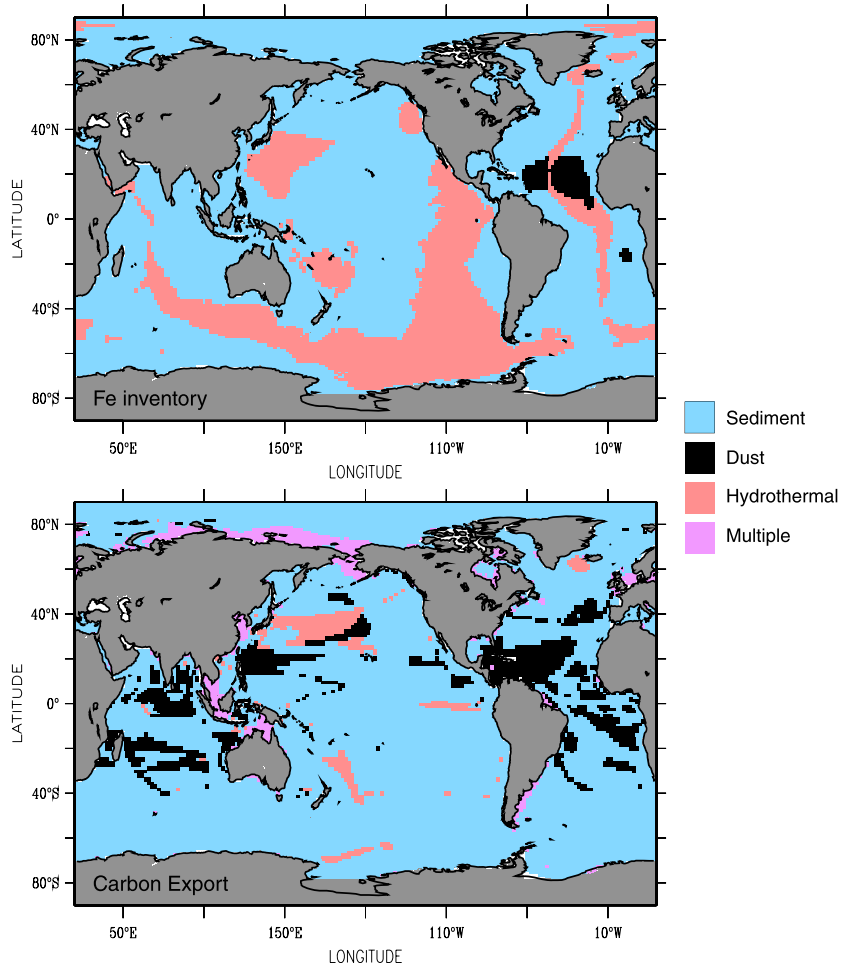 80°N
40°N
0°
40°S
80°S
LATITUDE
Fe inventory
50°E
150°E
110°W
10°W
LONGITUDE
Sediment
Dust
Hydrothermal
Multiple
80°N
40°N
0°
40°S
80°S
LATITUDE
Carbon Export
50°E
150°E
110°W
10°W
LONGITUDE